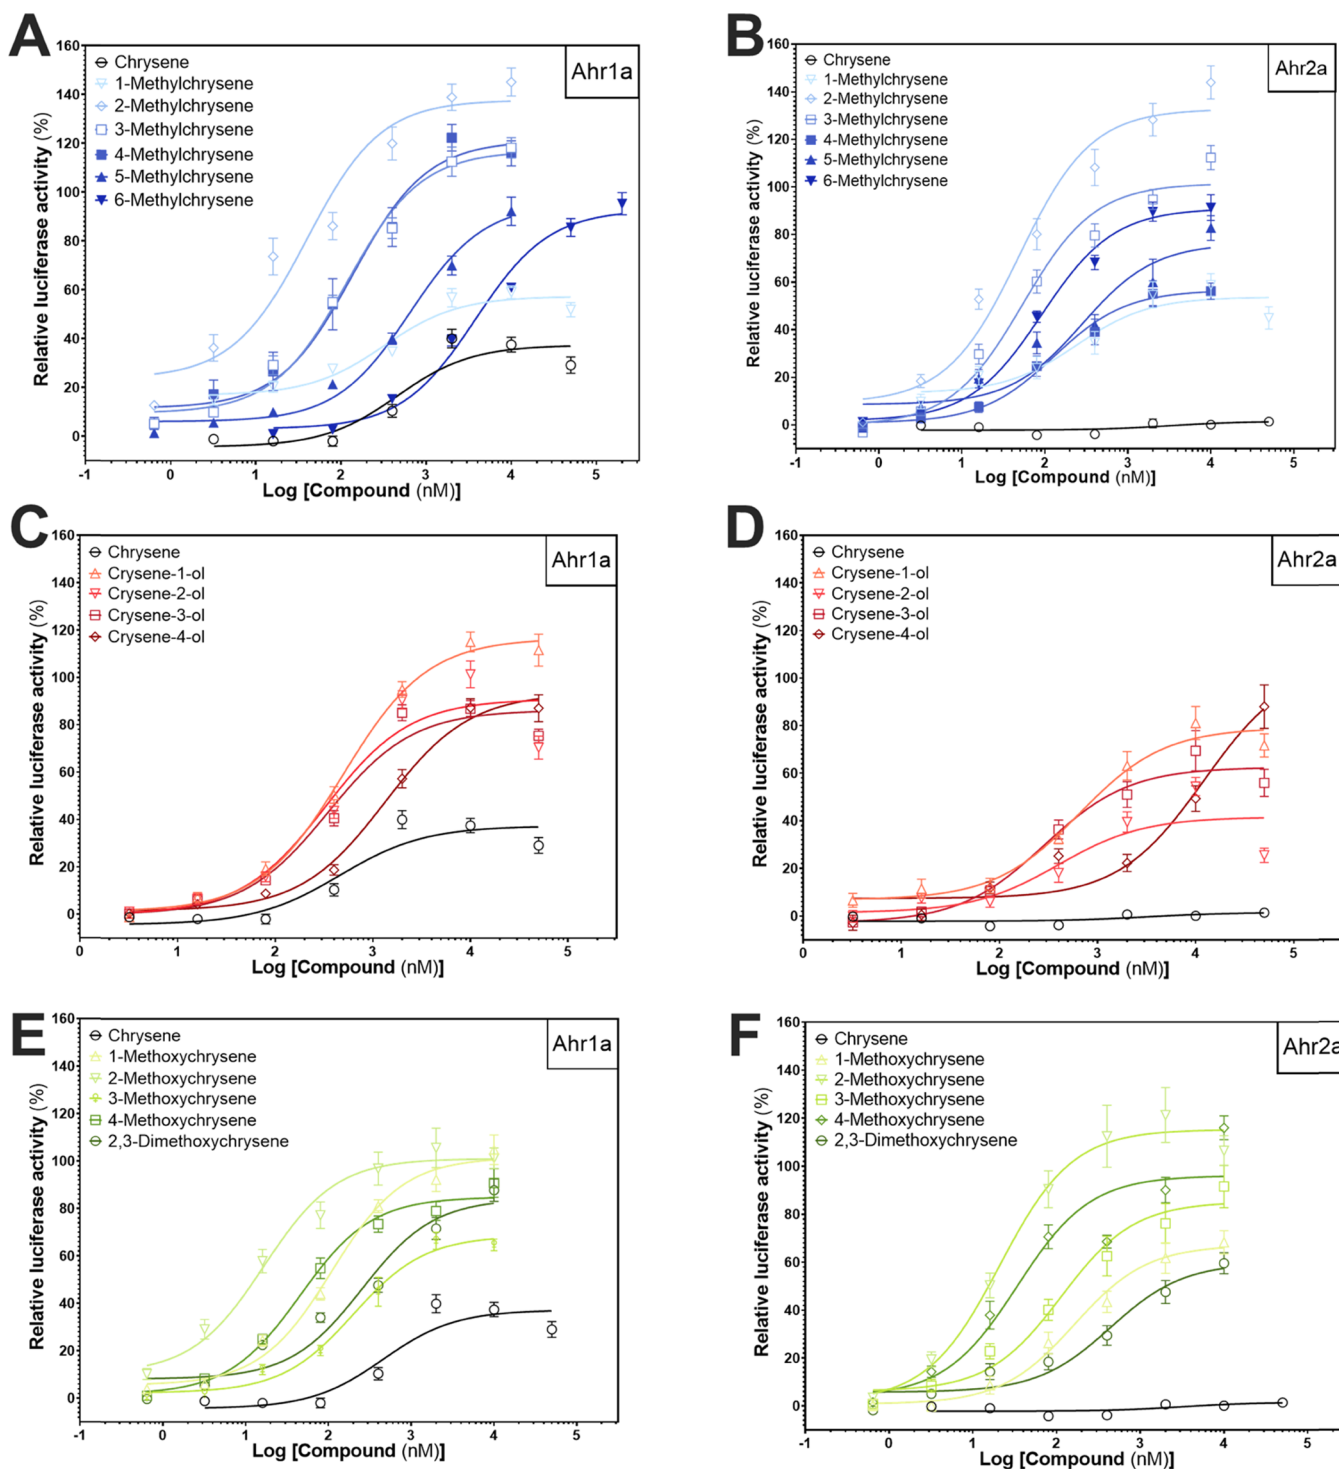 A
Relative luciferase activity (%)
160
140
120
100
80
60
40
20
0
Chrysene
1-Methylchrysene
2-Methylchrysene
3-Methylchrysene
4-Methylchrysene
5-Methylchrysene
6-Methylchrysene
Ahr1a
-1 0 1 2 3 4 5
Log [Compound (nM)]
B
Relative luciferase activity (%)
160
140
120
100
80
60
40
20
0
Chrysene
1-Methylchrysene
2-Methylchrysene
3-Methylchrysene
4-Methylchrysene
5-Methylchrysene
6-Methylchrysene
Ahr2a
-1 0 1 2 3 4 5
Log [Compound (nM)]
C
Relative luciferase activity (%)
160
140
120
100
80
60
40
20
0
Chrysene
Crysene-1-ol
Crysene-2-ol
Crysene-3-ol
Crysene-4-ol
Ahr1a
0 1 2 3 4 5
Log [Compound (nM)]
D
Relative luciferase activity (%)
160
140
120
100
80
60
40
20
0
Chrysene
Crysene-1-ol
Crysene-2-ol
Crysene-3-ol
Crysene-4-ol
Ahr2a
0 1 2 3 4 5
Log [Compound (nM)]
E
Relative luciferase activity (%)
160
140
120
100
80
60
40
20
0
Chrysene
1-Methoxychrysene
2-Methoxychrysene
3-Methoxychrysene
4-Methoxychrysene
2,3-Dimethoxychrysene
Ahr1a
-1 0 1 2 3 4 5
Log [Compound (nM)]
F
Relative luciferase activity (%)
160
140
120
100
80
60
40
20
0
Chrysene
1-Methoxychrysene
2-Methoxychrysene
3-Methoxychrysene
4-Methoxychrysene
2,3-Dimethoxychrysene
Ahr2a
-1 0 1 2 3 4 5
Log [Compound (nM)]